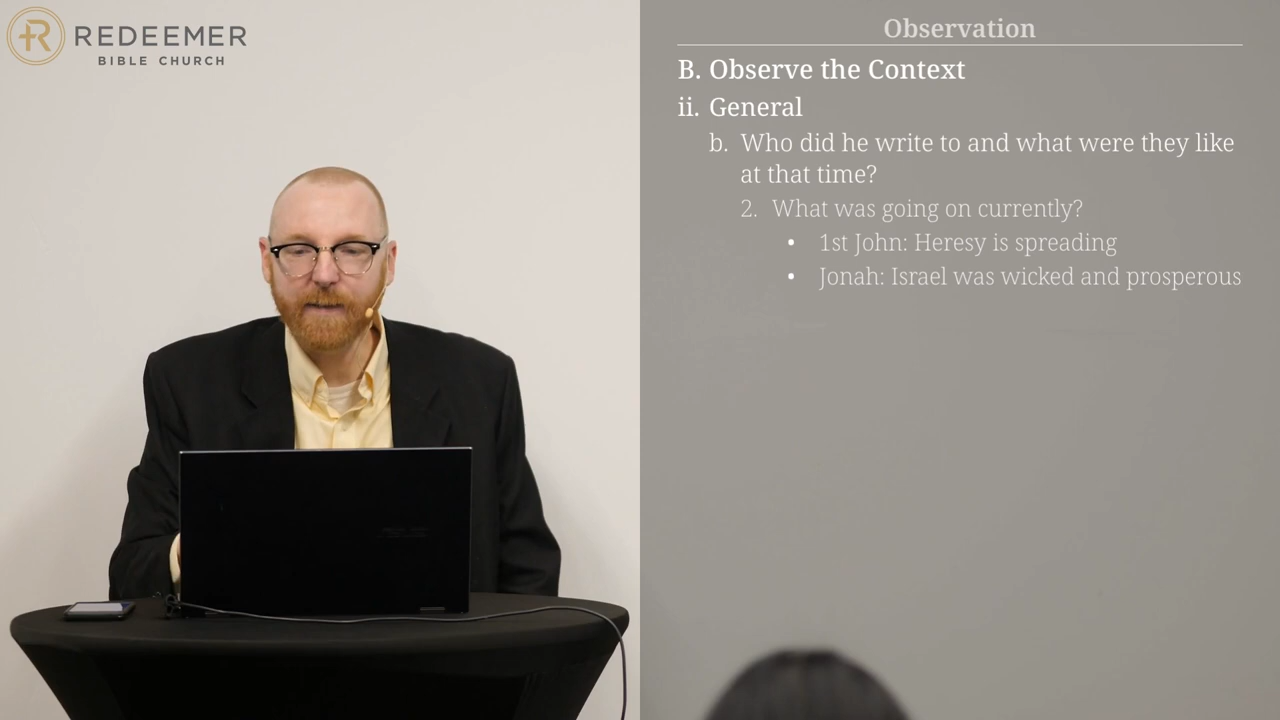 REDEEMER
BIBLE CHURCH
Observation
B. Observe the Context
ii. General
b. Who did he write to and what were they like
at that time?
2. What was going on currently?
• 1st John: Heresy is spreading
• Jonah: Israel was wicked and prosperous